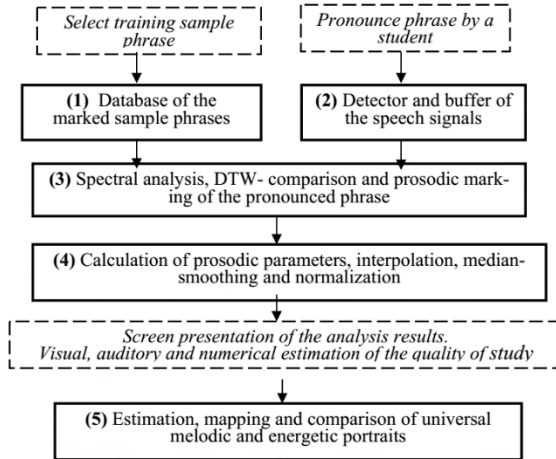 Select training sample
phrase
Pronounce phrase by a
student
(1) Database of the
marked sample phrases
(2) Detector and buffer of
the speech signals
(3) Spectral analysis, DTW- comparison and prosodic mark-
ing of the pronounced phrase
(4) Calculation of prosodic parameters, interpolation, median-
smoothing and normalization
Screen presentation of the analysis results.
Visual, auditory and numerical estimation of the quality of study
(5) Estimation, mapping and comparison of universal
melodic and energetic portraits